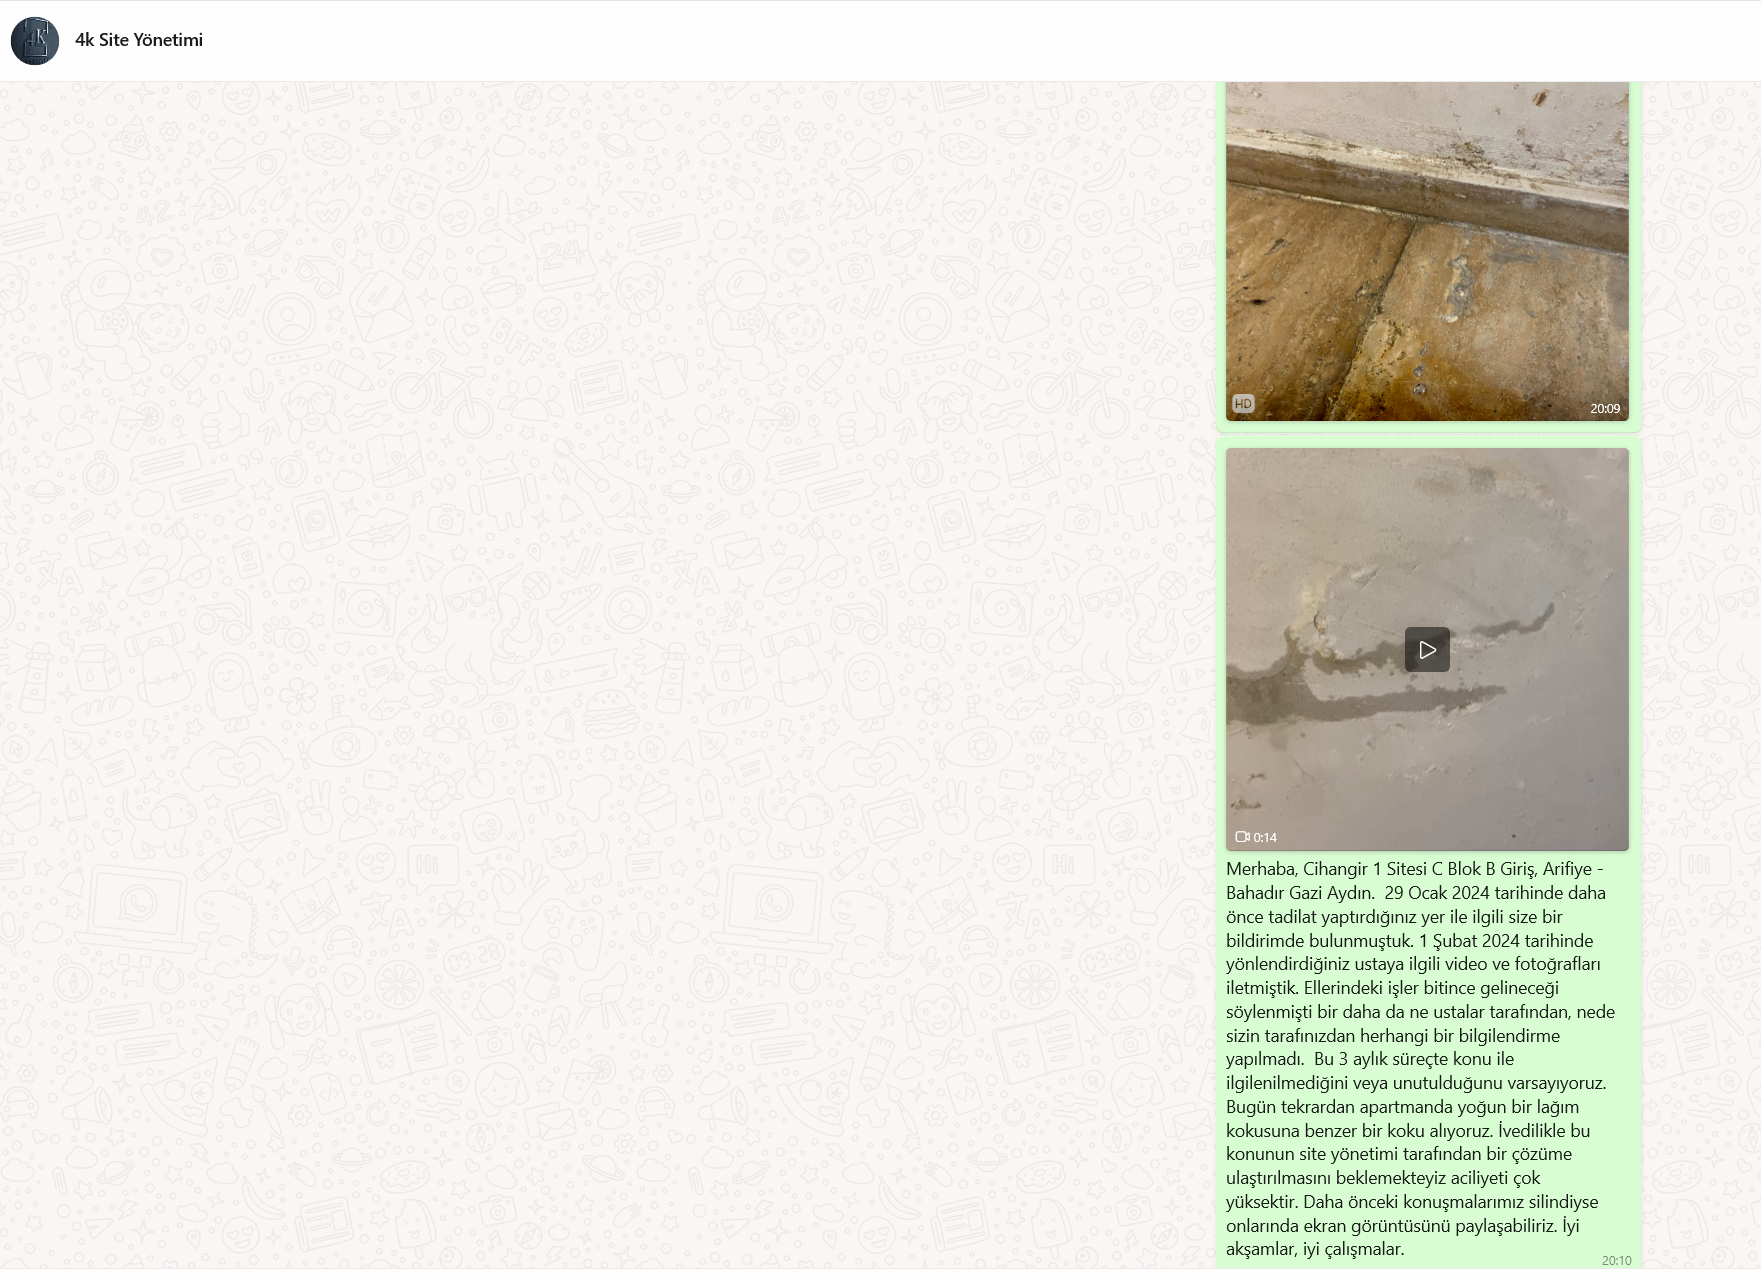 4k Site Yönetimi
HD
20:09
0:14
Merhaba, Cihangir 1 Sitesi C Blok B Giriş, Arifiye -
Bahadır Gazi Aydın.  29 Ocak 2024 tarihinde daha
önce tadilat yaptırdığınız yer ile ilgili size bir
bildirimde bulunmuştuk. 1 Şubat 2024 tarihinde
yönlendirdiğiniz ustaya ilgili video ve fotoğrafları
iletmiştik. Ellerindeki işler bitince gelineceği
söylenmişti bir daha da ne ustalar tarafından, nede
sizin tarafınızdan herhangi bir bilgilendirme
yapılmadı.  Bu 3 aylık süreçte konu ile
ilgilenilmediğini veya unutulduğunu varsayıyoruz.
Bugün tekrardan apartmanda yoğun bir lağım
kokusuna benzer bir koku alıyoruz. İvedilikle bu
konunun site yönetimi tarafından bir çözüme
ulaştırılmasını beklemekteyiz aciliyeti çok
yüksektir. Daha önceki konuşmalarımız silindiyse
onlarında ekran görüntüsünü paylaşabiliriz. İyi
akşamlar, iyi çalışmalar.
20:10